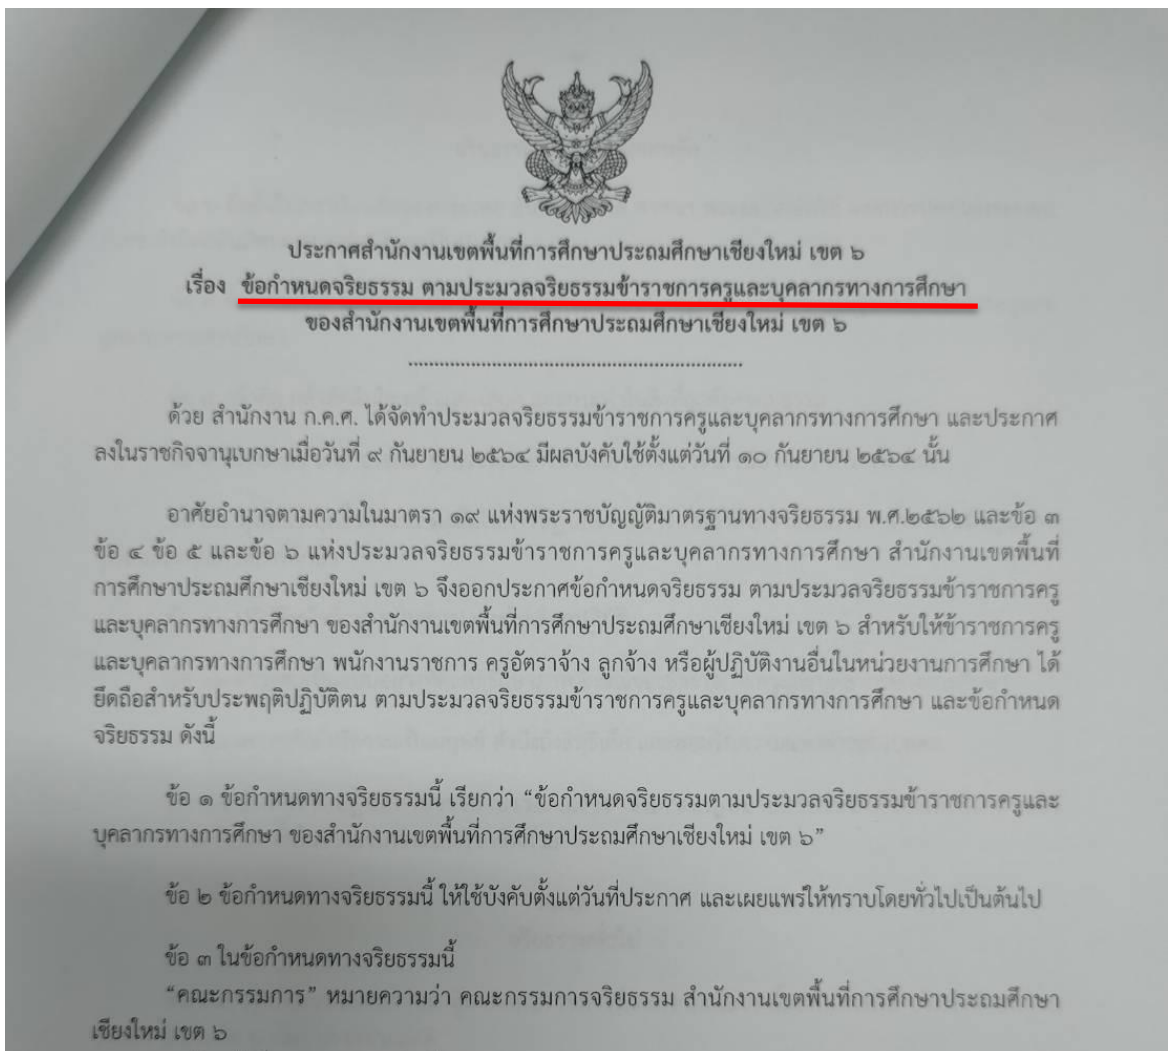 ประกาศสำนักงานเขตพื้นที่การศึกษาประถมศึกษาเชียงใหม่ เขต ๖
เรื่อง ข้อกำหนดจริยธรรม ตามประมวลจริยธรรมข้าราชการครูและบุคลากรทางการศึกษา
ของสำนักงานเขตพื้นที่การศึกษาประถมศึกษาเชียงใหม่ เขต ๖
................................................................
ด้วย สำนักงาน ก.ค.ศ. ได้จัดทำประมวลจริยธรรมข้าราชการครูและบุคลากรทางการศึกษา และประกาศ
ลงในราชกิจจานุเบกษาเมื่อวันที่ ๙ กันยายน ๒๕๖๔ มีผลบังคับใช้ตั้งแต่วันที่ ๑๐ กันยายน ๒๕๖๔ นั้น
อาศัยอำนาจตามความในมาตรา ๑๙ แห่งพระราชบัญญัติมาตรฐานทางจริยธรรม พ.ศ.๒๕๖๒ และข้อ ๓
ข้อ ๔ ข้อ ๕ และข้อ ๖ แห่งประมวลจริยธรรมข้าราชการครูและบุคลากรทางการศึกษา สำนักงานเขตพื้นที่
การศึกษาประถมศึกษาเชียงใหม่ เขต ๖ จึงออกประกาศข้อกำหนดจริยธรรม ตามประมวลจริยธรรมข้าราชการครู
และบุคลากรทางการศึกษา ของสำนักงานเขตพื้นที่การศึกษาประถมศึกษาเชียงใหม่ เขต ๖ สำหรับให้ข้าราชการครู
และบุคลากรทางการศึกษา พนักงานราชการ ครูอัตราจ้าง ลูกจ้าง หรือผู้ปฏิบัติงานอื่นในหน่วยงานการศึกษา ได้
ยึดถือสำหรับประพฤติปฏิบัติตน ตามประมวลจริยธรรมข้าราชการครูและบุคลากรทางการศึกษา และข้อกำหนด
จริยธรรม ดังนี้
ข้อ ๑ ข้อกำหนดทางจริยธรรมนี้ เรียกว่า “ข้อกำหนดจริยธรรมตามประมวลจริยธรรมข้าราชการครูและ
บุคลากรทางการศึกษา ของสำนักงานเขตพื้นที่การศึกษาประถมศึกษาเชียงใหม่ เขต ๖”
ข้อ ๒ ข้อกำหนดทางจริยธรรมนี้ ให้ใช้บังคับตั้งแต่วันที่ประกาศ และเผยแพร่ให้ทราบโดยทั่วไปเป็นต้นไป
ข้อ ๓ ในข้อกำหนดทางจริยธรรมนี้
“คณะกรรมการ” หมายความว่า คณะกรรมการจริยธรรม สำนักงานเขตพื้นที่การศึกษาประถมศึกษา
เชียงใหม่ เขต ๖